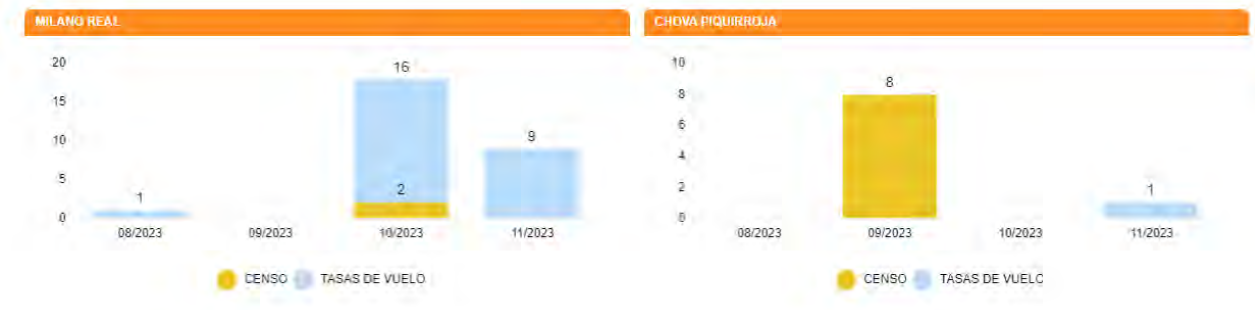 MILANO REAL
20
15
10
5
0
1
16
2
9
08/2023 09/2023 10/2023 11/2023
CENSO TASAS DE VUELO
CHOVA PIQUIRROJA
10
8
6
4
2
0
8
1
08/2023 09/2023 10/2023 11/2023
CENSO TASAS DE VUELO